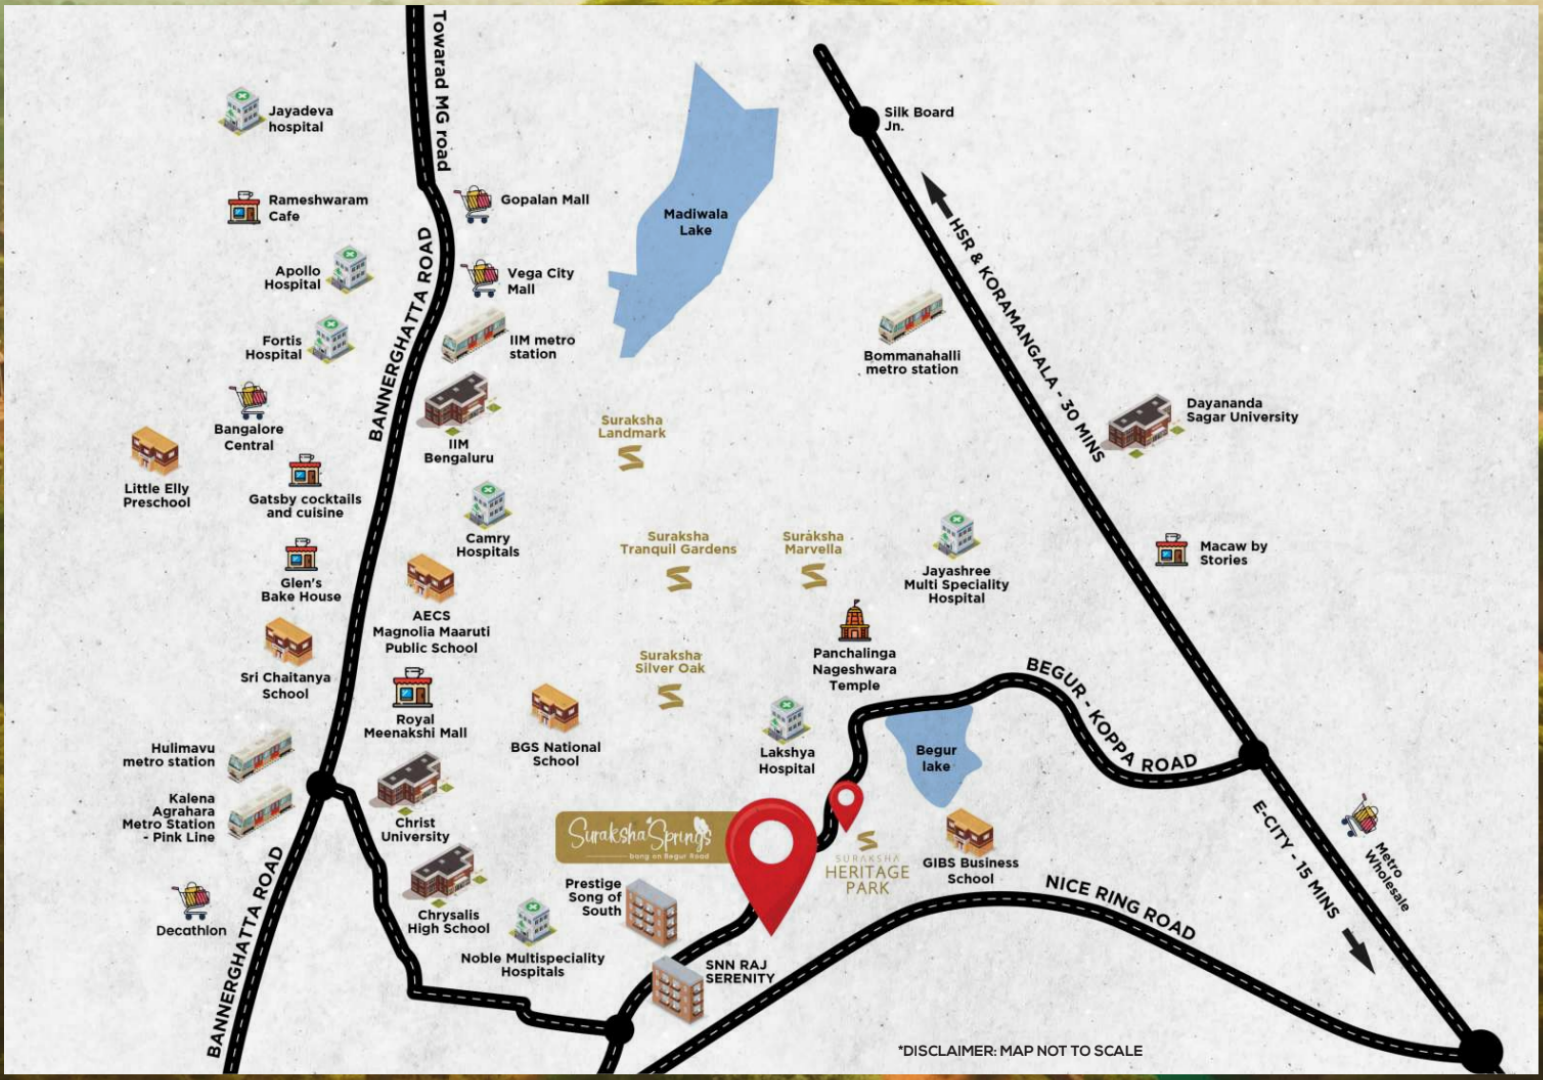 Towarad MG road
Jayadeva
hospital
Silk Board
Jn.
Rameshwaram
Cafe
Gopalan Mall
Madiwala
Lake
HSR & KORAMANGALA - 30 MINS
BANNERGHATTA ROAD
Apollo
Hospital
Vega City
Mall
Fortis
Hospital
IIM metro
station
Bommanahalli
metro station
Dayananda
Sagar University
Bangalore
Central
IIM
Bengaluru
Suraksha
Landmark
Little Elly
Preschool
Gatsby cocktails
and cuisine
Camry
Hospitals
Suraksha
Tranquil Gardens
Suraksha
Marvella
Jayashree
Multi Speciality
Hospital
Macaw by
Stories
Glen's
Bake House
AECS
Magnolia Maaruti
Public School
Sri Chaitanya
School
Suraksha
Silver Oak
Panchalinga
Nageshwara
Temple
BEGUR - KOPPA ROAD
Royal
Meenakshi Mall
BGS National
School
Lakshya
Hospital
Begur
lake
Hulimavu
metro station
Kalena
Agrahara
Metro Station
- Pink Line
Christ
University
Suraksha Springs
bang on Begur Road
SURAKSHA
HERITAGE
PARK
GIBS Business
School
E-CITY - 15 MINS
Metro
Wholesale
BANNERGHATTA ROAD
Decathlon
Chrysalis
High School
Prestige
Song of
South
NICE RING ROAD
Noble Multispeciality
Hospitals
SNN RAJ
SERENITY
*DISCLAIMER: MAP NOT TO SCALE